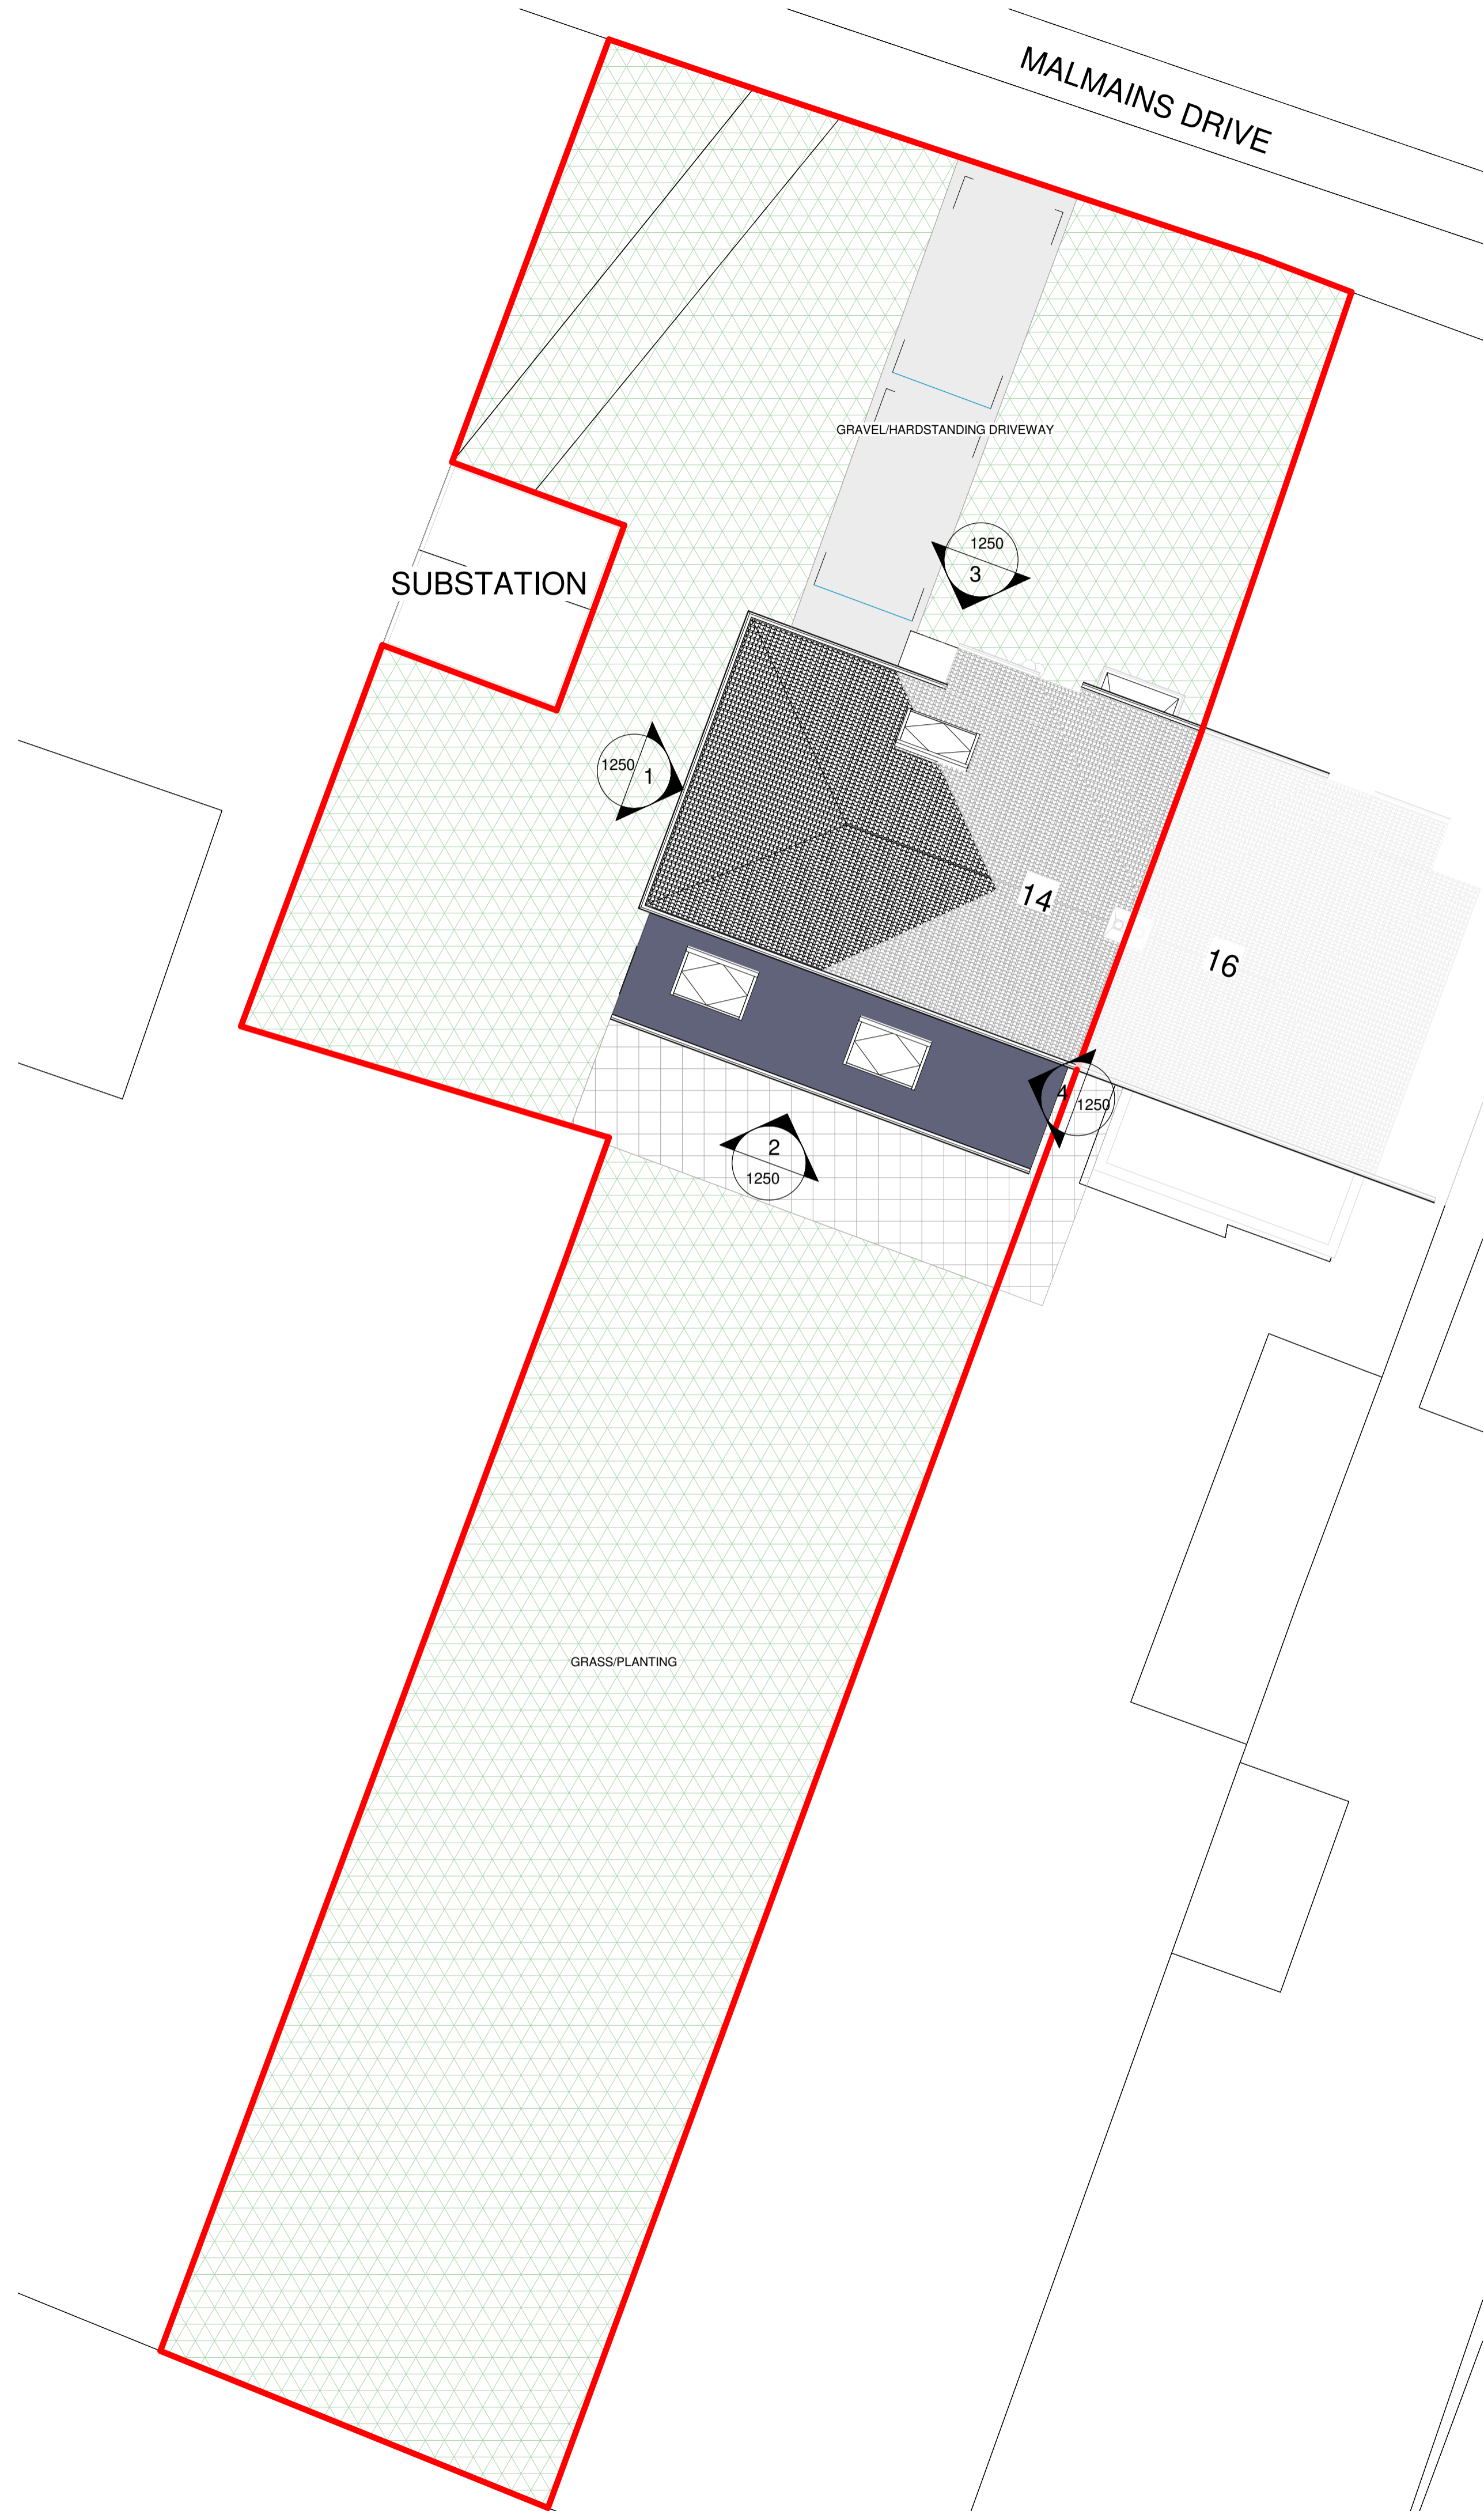 MALMAINS DRIVE
GRAVEL/HARDSTANDING DRIVEWAY
1250
3
SUBSTATION
1250
1
14
16
4
1250
2
1250
GRASS/PLANTING